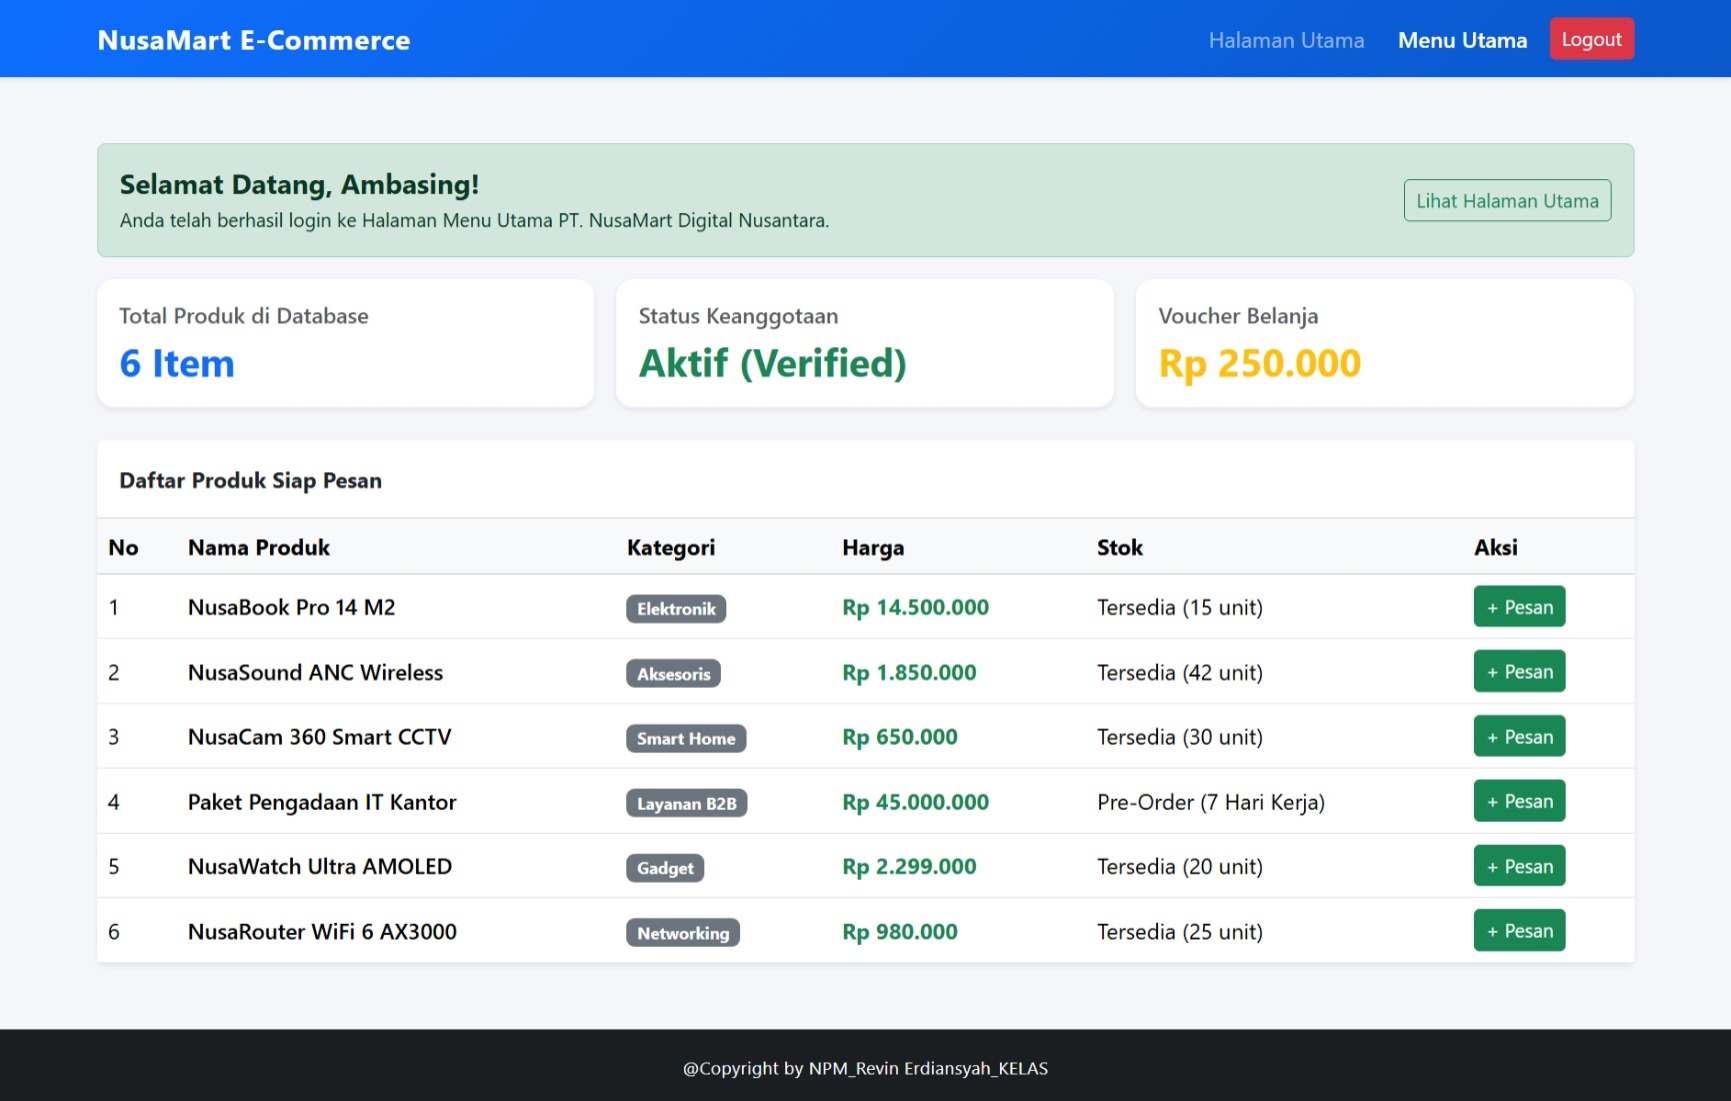 NusaMart E-Commerce
Halaman Utama
Menu Utama
Logout
Selamat Datang, Ambasing!
Anda telah berhasil login ke Halaman Menu Utama PT. NusaMart Digital Nusantara.
Lihat Halaman Utama
Total Produk di Database
6 Item
Status Keanggotaan
Aktif (Verified)
Voucher Belanja
Rp 250.000
Daftar Produk Siap Pesan
No Nama Produk Kategori Harga Stok Aksi
1 NusaBook Pro 14 M2 Elektronik Rp 14.500.000 Tersedia (15 unit) + Pesan
2 NusaSound ANC Wireless Aksesoris Rp 1.850.000 Tersedia (42 unit) + Pesan
3 NusaCam 360 Smart CCTV Smart Home Rp 650.000 Tersedia (30 unit) + Pesan
4 Paket Pengadaan IT Kantor Layanan B2B Rp 45.000.000 Pre-Order (7 Hari Kerja) + Pesan
5 NusaWatch Ultra AMOLED Gadget Rp 2.299.000 Tersedia (20 unit) + Pesan
6 NusaRouter WiFi 6 AX3000 Networking Rp 980.000 Tersedia (25 unit) + Pesan
@Copyright by NPM_Revin Erdiansyah_KELAS